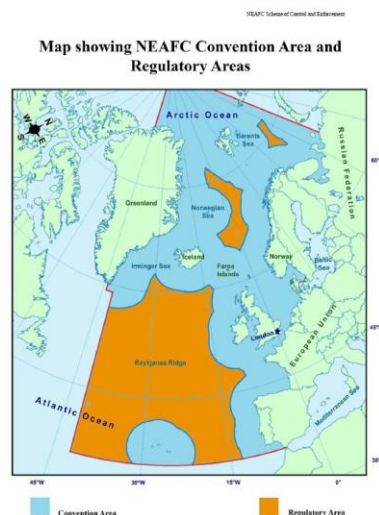 NEAFC Scheme of Control and Enforcement
Map showing NEAFC Convention Area and
Regulatory Areas
Arctic Ocean
N
W
S
E
Barents
Sea
Russian Federation
Greenland
Norwegian
Sea
Iceland
Norway
Irminger Sea
Faroe
Islands
Baltic
Sea
London
European Union
Reykjanes Ridge
Atlantic Ocean
Mediterranean Sea
45°W
30°W
15°W
0°
Convention Area
Regulatory Area